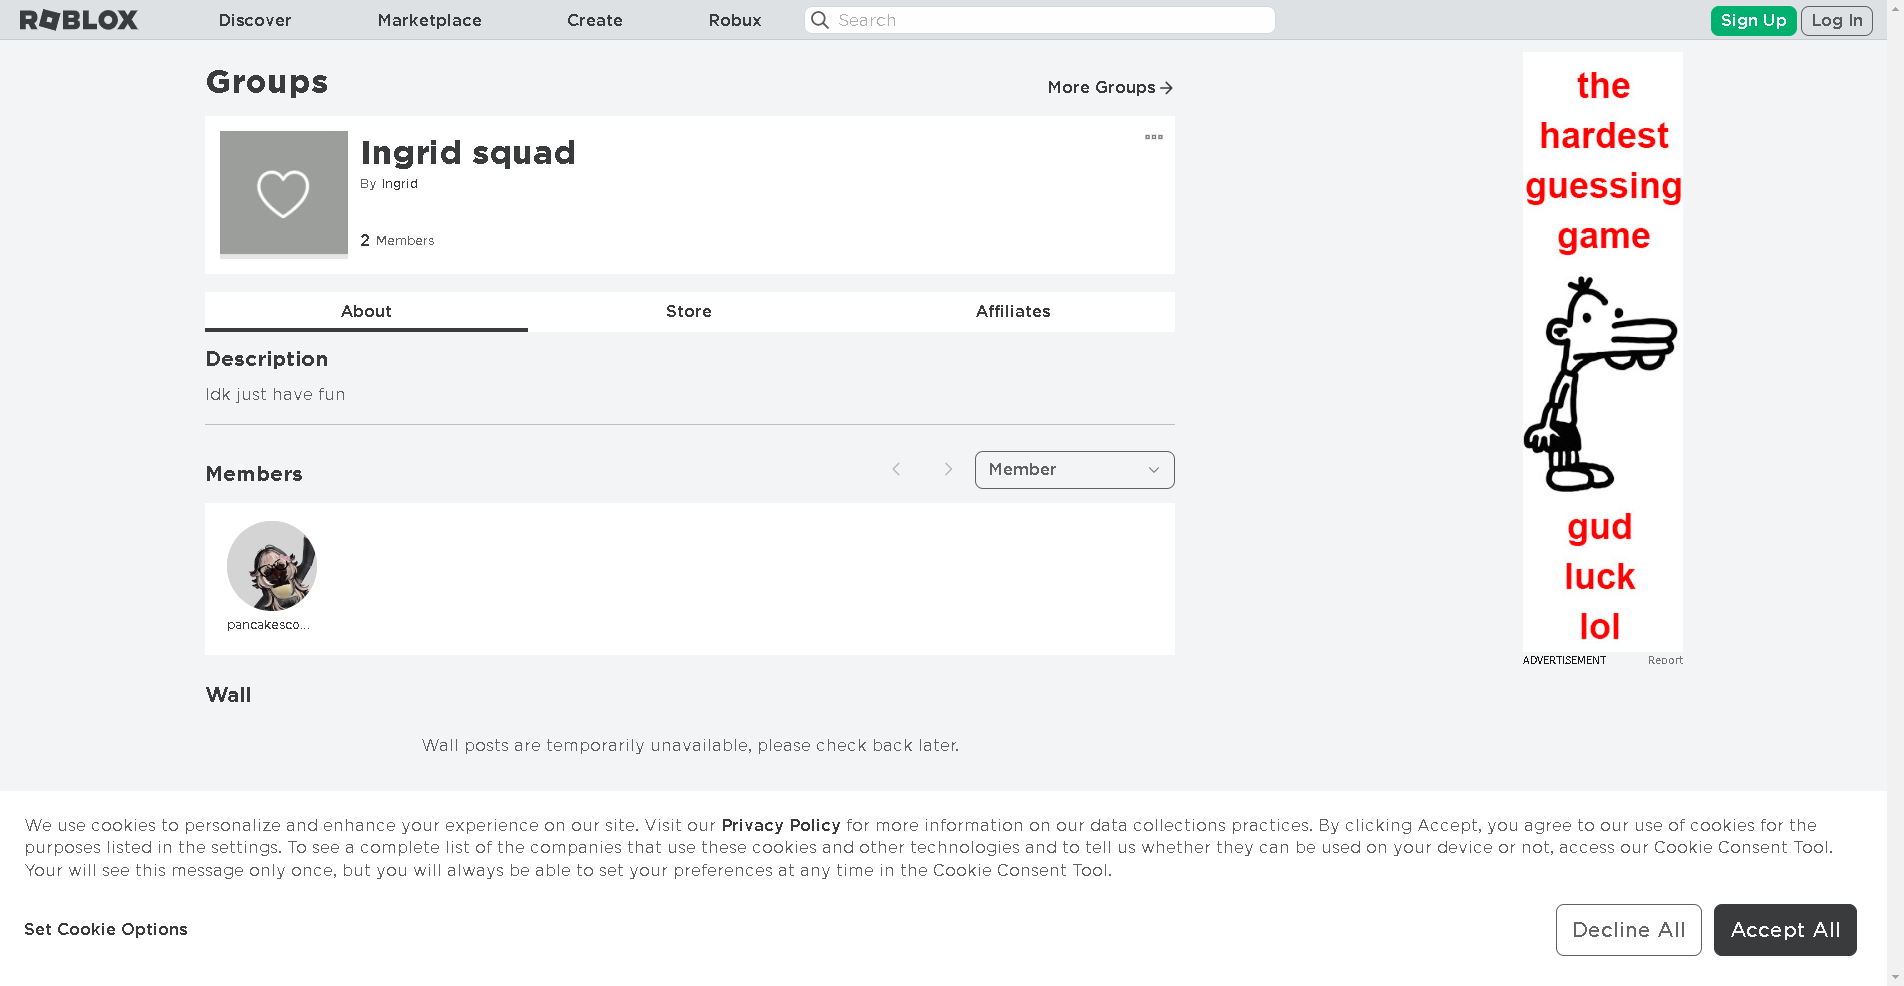 ROBLOX Discover Marketplace Create Robux Search Sign Up Log In
Groups
More Groups
Ingrid squad
By Ingrid
2 Members
About Store Affiliates
Description
Idk just have fun
Members
Member
pancakesco...
Wall
Wall posts are temporarily unavailable, please check back later.
the
hardest
guessing
game
gud
luck
lol
ADVERTISEMENT Report
We use cookies to personalize and enhance your experience on our site. Visit our Privacy Policy for more information on our data collections practices. By clicking Accept, you agree to our use of cookies for the
purposes listed in the settings. To see a complete list of the companies that use these cookies and other technologies and to tell us whether they can be used on your device or not, access our Cookie Consent Tool.
Your will see this message only once, but you will always be able to set your preferences at any time in the Cookie Consent Tool.
Set Cookie Options
Decline All
Accept All